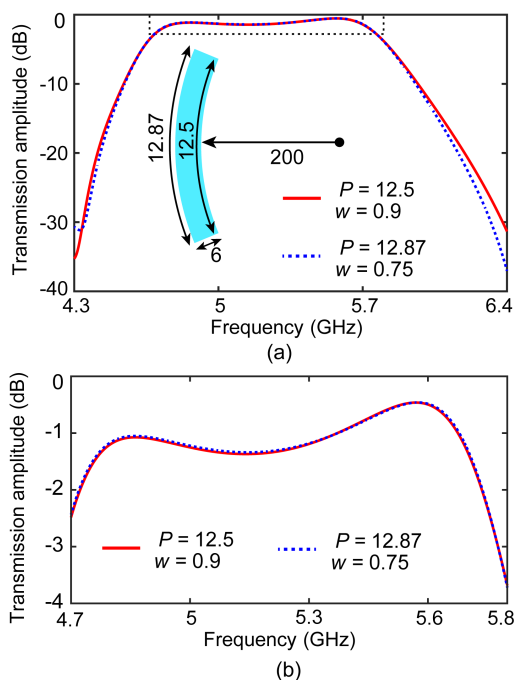 Transmission amplitude (dB)
0
-10
-20
-30
-40
12.87
12.5
200
6
P = 12.5
w = 0.9
P = 12.87
w = 0.75
4.3
5
5.7
6.4
Frequency (GHz)
(a)
Transmission amplitude (dB)
0
-1
-2
-3
-4
P = 12.5
w = 0.9
P = 12.87
w = 0.75
4.7
5
5.3
5.6
5.8
Frequency (GHz)
(b)